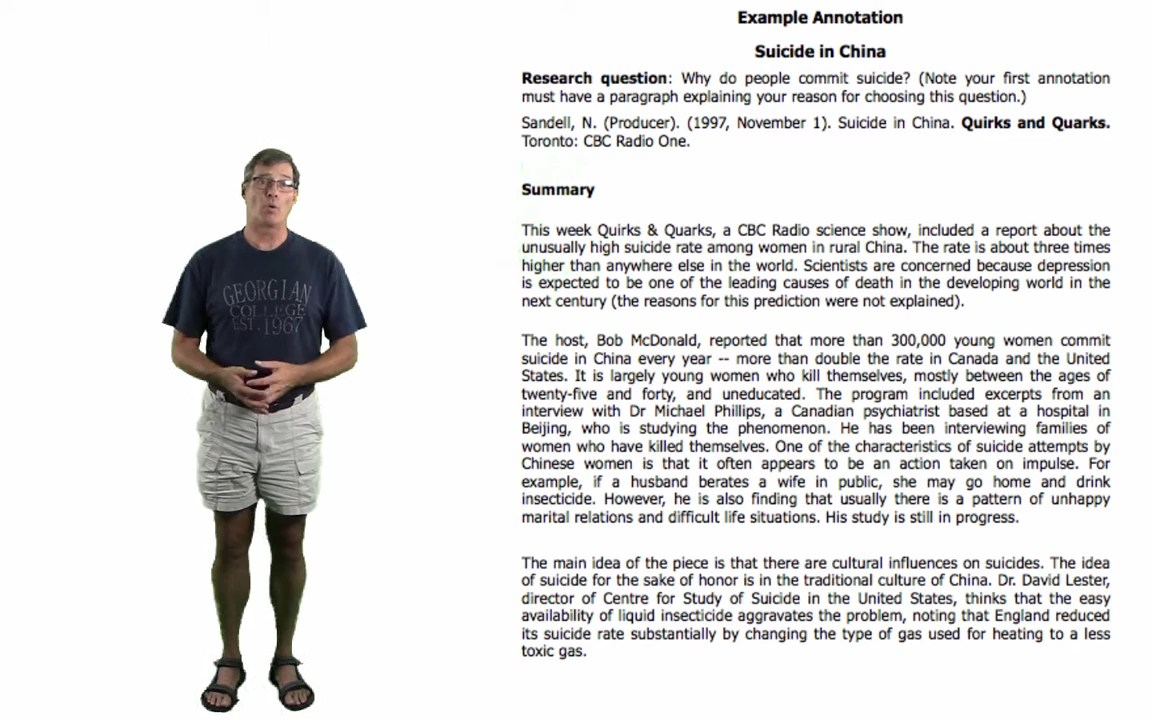 Example Annotation
Suicide in China
Research question: Why do people commit suicide? (Note your first annotation
must have a paragraph explaining your reason for choosing this question.)
Sandell, N. (Producer). (1997, November 1). Suicide in China. Quirks and Quarks.
Toronto: CBC Radio One.
Summary
This week Quirks & Quarks, a CBC Radio science show, included a report about the
unusually high suicide rate among women in rural China. The rate is about three times
higher than anywhere else in the world. Scientists are concerned because depression
is expected to be one of the leading causes of death in the developing world in the
next century (the reasons for this prediction were not explained).
The host, Bob McDonald, reported that more than 300,000 young women commit
suicide in China every year -- more than double the rate in Canada and the United
States. It is largely young women who kill themselves, mostly between the ages of
twenty-five and forty, and uneducated. The program included excerpts from an
interview with Dr Michael Phillips, a Canadian psychiatrist based at a hospital in
Beijing, who is studying the phenomenon. He has been interviewing families of
women who have killed themselves. One of the characteristics of suicide attempts by
Chinese women is that it often appears to be an action taken on impulse. For
example, if a husband berates a wife in public, she may go home and drink
insecticide. However, he is also finding that usually there is a pattern of unhappy
marital relations and difficult life situations. His study is still in progress.
The main idea of the piece is that there are cultural influences on suicides. The idea
of suicide for the sake of honor is in the traditional culture of China. Dr. David Lester,
director of Centre for Study of Suicide in the United States, thinks that the easy
availability of liquid insecticide aggravates the problem, noting that England reduced
its suicide rate substantially by changing the type of gas used for heating to a less
toxic gas.
GEORGIAN
COLLEGE
EST. 1967